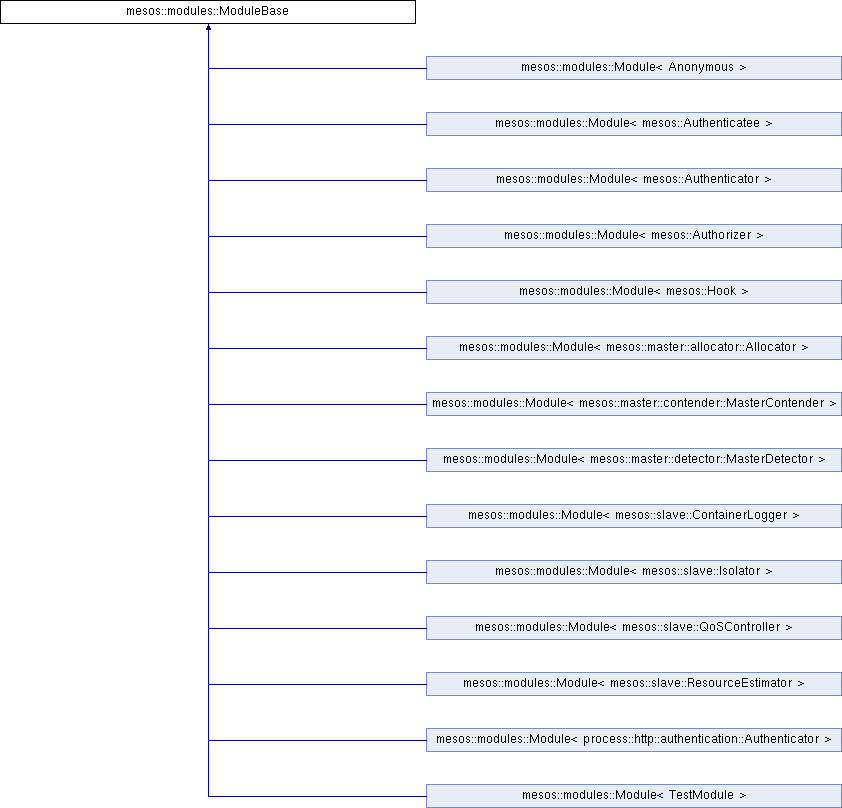 mesos::modules::ModuleBase
mesos::modules::Module< Anonymous >
mesos::modules::Module< mesos::Authenticatee >
mesos::modules::Module< mesos::Authenticator >
mesos::modules::Module< mesos::Authorizer >
mesos::modules::Module< mesos::Hook >
mesos::modules::Module< mesos::master::allocator::Allocator >
mesos::modules::Module< mesos::master::contender::MasterContender >
mesos::modules::Module< mesos::master::detector::MasterDetector >
mesos::modules::Module< mesos::slave::ContainerLogger >
mesos::modules::Module< mesos::slave::Isolator >
mesos::modules::Module< mesos::slave::QoSController >
mesos::modules::Module< mesos::slave::ResourceEstimator >
mesos::modules::Module< process::http::authentication::Authenticator >
mesos::modules::Module< TestModule >